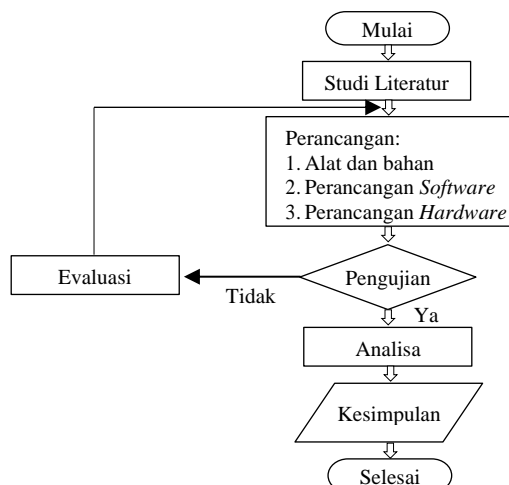 Mulai
Studi Literatur
Perancangan:
1. Alat dan bahan
2. Perancangan Software
3. Perancangan Hardware
Pengujian
Evaluasi
Tidak
Ya
Analisa
Kesimpulan
Selesai